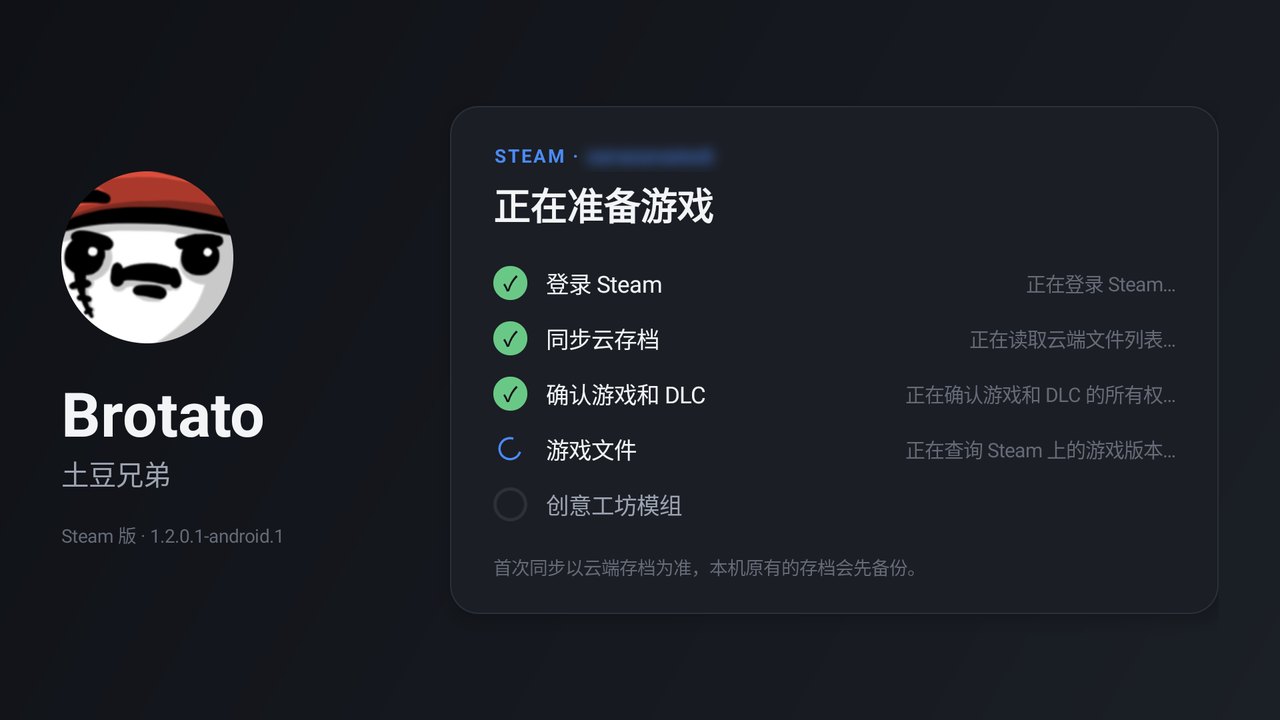 Brotato
土豆兄弟
Steam 版 · 1.2.0.1-android.1
STEAM ·
正在准备游戏
登录 Steam 正在登录 Steam…
同步云存档 正在读取云端文件列表…
确认游戏和 DLC 正在确认游戏和 DLC 的所有权…
游戏文件 正在查询 Steam 上的游戏版本…
创意工坊模组
首次同步以云端存档为准，本机原有的存档会先备份。